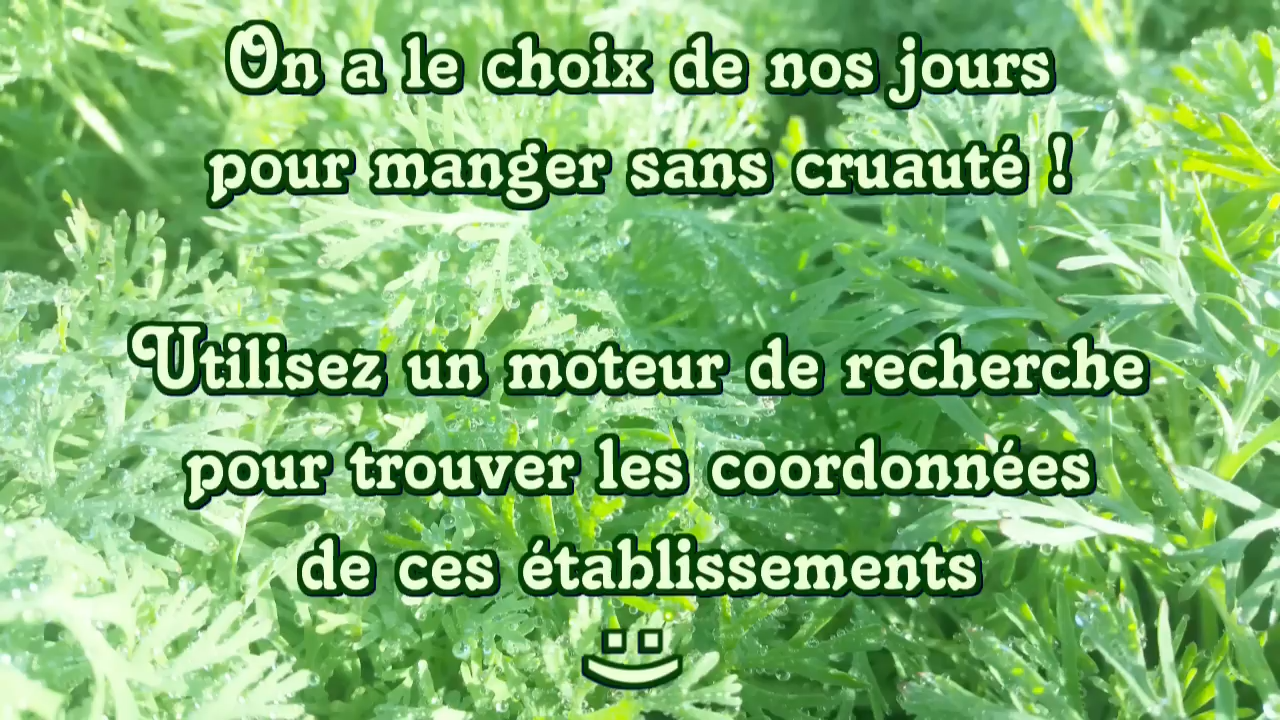 On a le choix de nos jours
pour manger sans cruauté !
Utilisez un moteur de recherche
pour trouver les coordonnées
de ces établissements